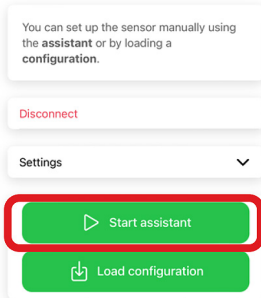 You can set up the sensor manually using
the assistant or by loading a
configuration.
Disconnect
Settings
Start assistant
Load configuration